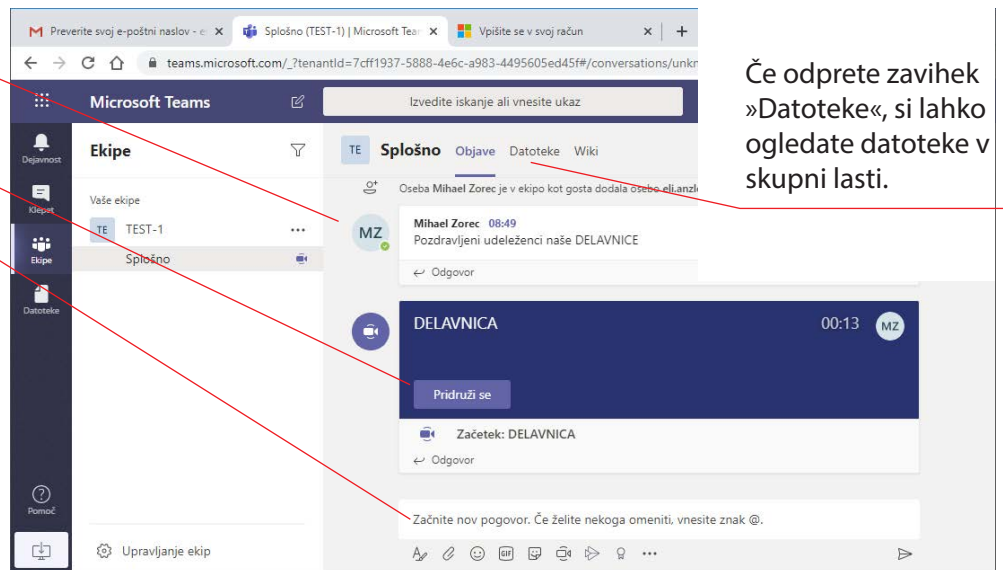 Preverite svoj e-poštni naslov - e
Splošno (TEST-1) | Microsoft Tea
Vpišite se v svoj račun
teams.microsoft.com/_?tenantId=7cff1937-5888-4e6c-a983-4495605ed45f#/conversations/unkr
Če odprete zavihek
»Datoteke«, si lahko
ogledate datoteke v
skupni lasti.
Microsoft Teams
Izvedite iskanje ali vnesite ukaz
Dejavnost
Klepet
Ekipe
Datoteke
Pomoč
Ekipe
Vaše ekipe
TE TEST-1
Splošno
Upravljanje ekip
TE Splošno Objave Datoteke Wiki
Oseba Mihael Zorec je v ekipo kot gosta dodala osebo eli.anzl
MZ
Mihael Zorec 08:49
Pozdravljeni udeleženci naše DELAVNICE
Odgovor
DELAVNICA 00:13 MZ
Pridruži se
Začetek: DELAVNICA
Odgovor
Začnite nov pogovor. Če želite nekoga omeniti, vnesite znak @.
GIF